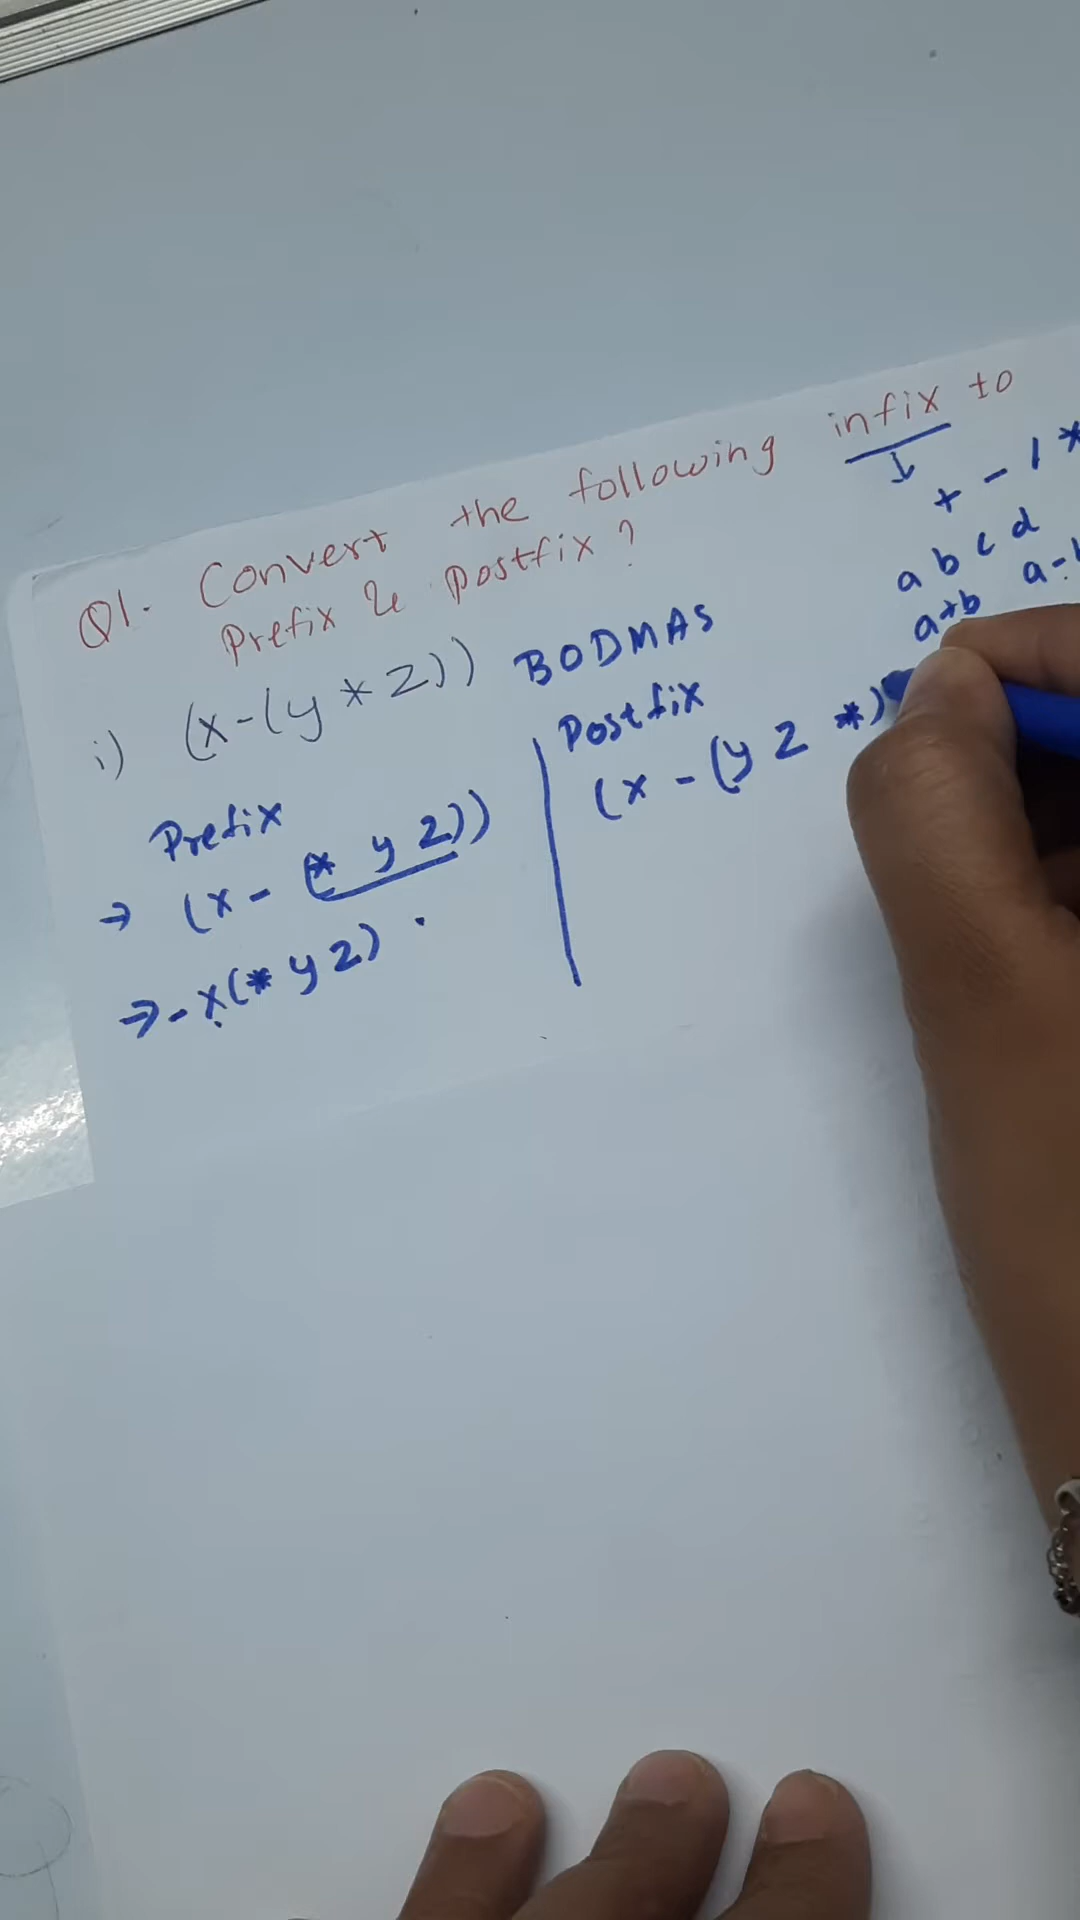 Q1. Convert the following infix to
Prefix & Postfix?
↓
+ - / *
a b c d
a+b a-b
i) (x-(y*z)) BODMAS
Prefix
→ (x - (* y z))
→ - x(* y z) .
Postfix
(x - (y z *)